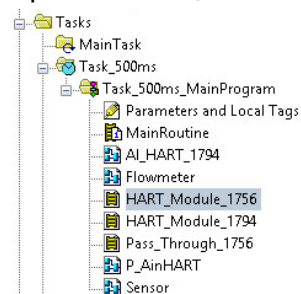 Tasks
MainTask
Task_500ms
Task_500ms_MainProgram
Parameters and Local Tags
MainRoutine
AI_HART_1794
Flowmeter
HART_Module_1756
HART_Module_1794
Pass_Through_1756
P_AinHART
Sensor